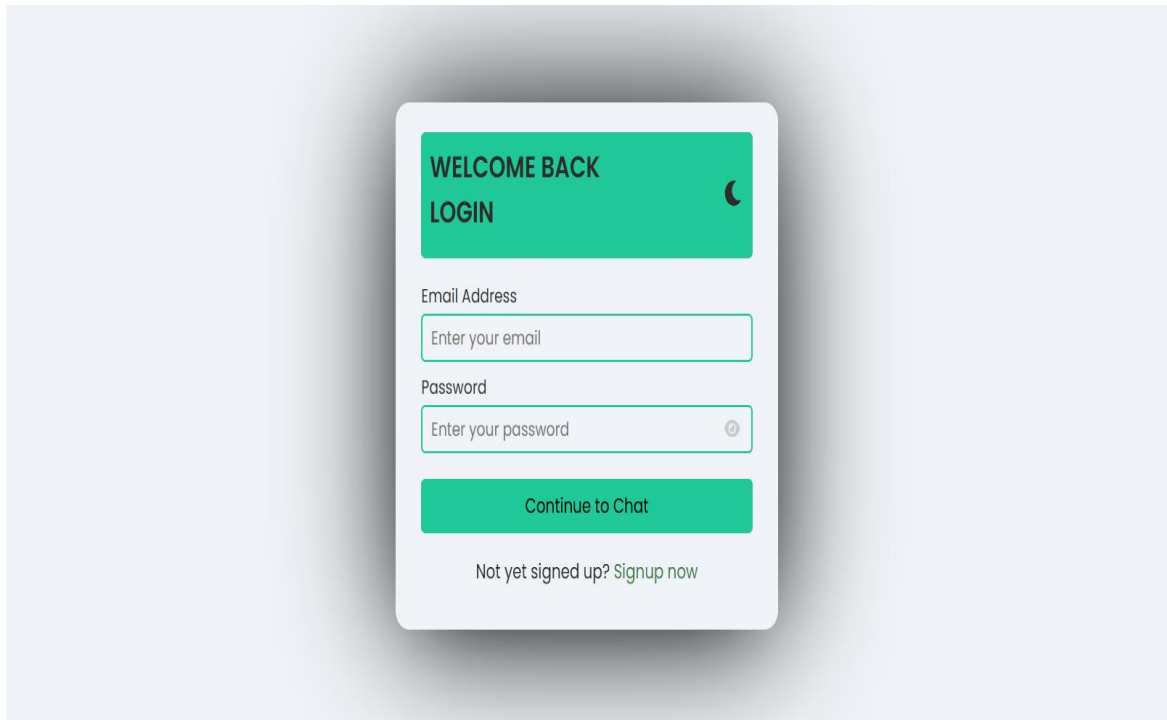 WELCOME BACK
LOGIN
Email Address
Enter your email
Password
Enter your password
Continue to Chat
Not yet signed up? Signup now